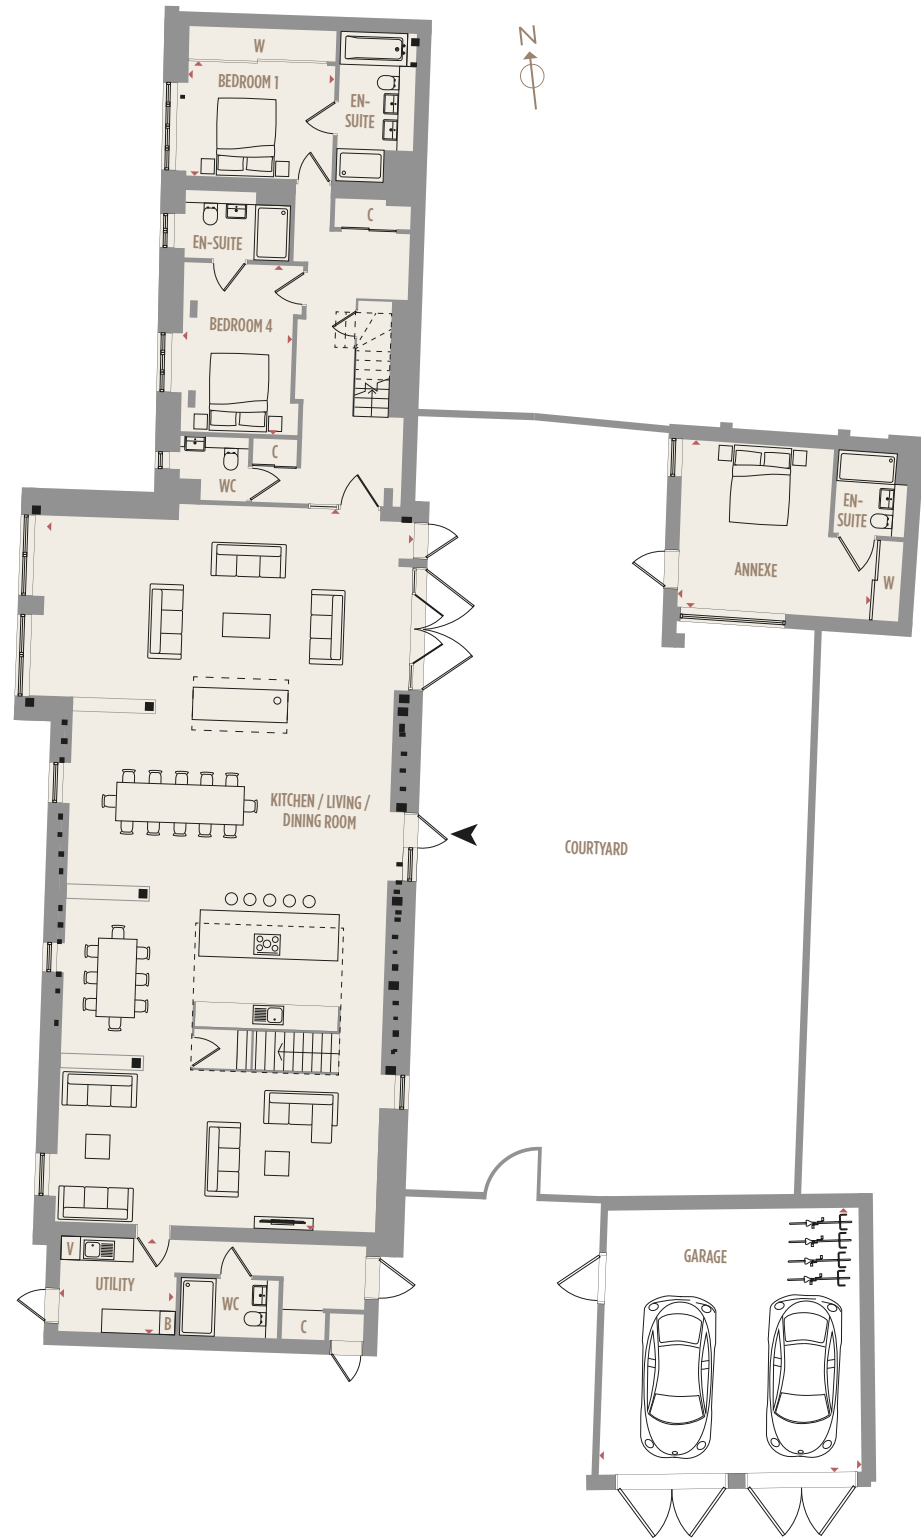 N
W
BEDROOM 1
EN-
SUITE
C
EN-SUITE
BEDROOM 4
C
WC
EN-
SUITE
ANNEXE
W
KITCHEN / LIVING /
DINING ROOM
COURTYARD
V
UTILITY
WC
B
C
GARAGE